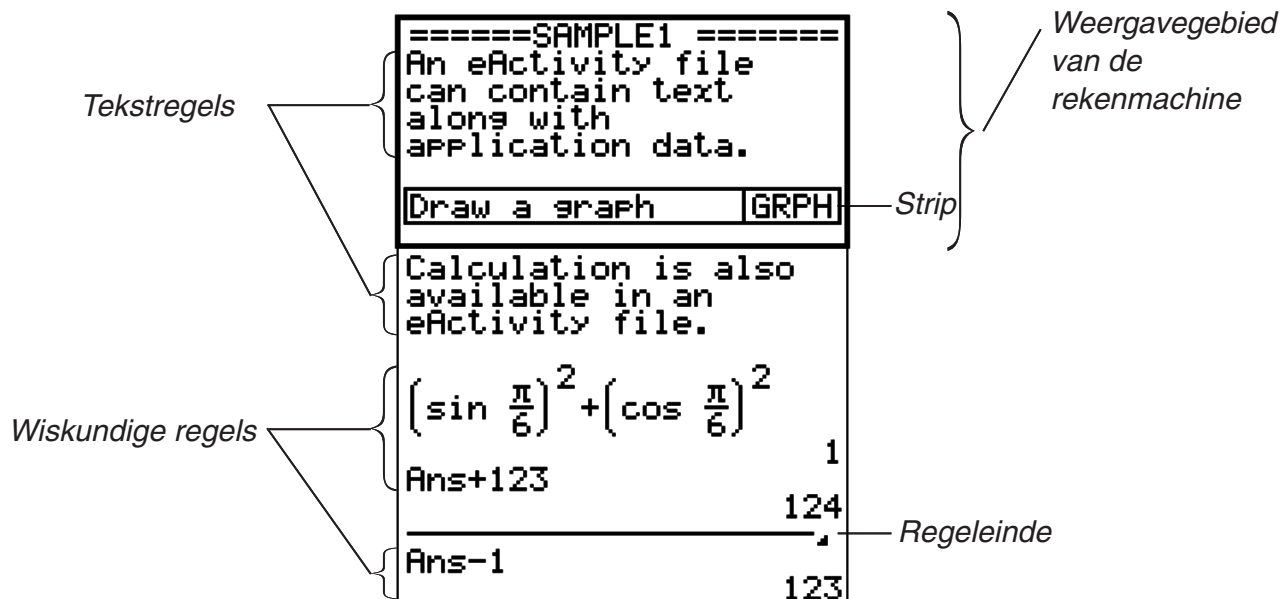 ======SAMPLE1 =======
An eActivity file
can contain text
along with
application data.
Draw a graph GRPH
Calculation is also
available in an
eActivity file.
(sin π/6)²+(cos π/6)²
1
Ans+123
124
Ans−1
123
Tekstregels
Wiskundige regels
Weergavegebied
van de
rekenmachine
Strip
Regeleinde